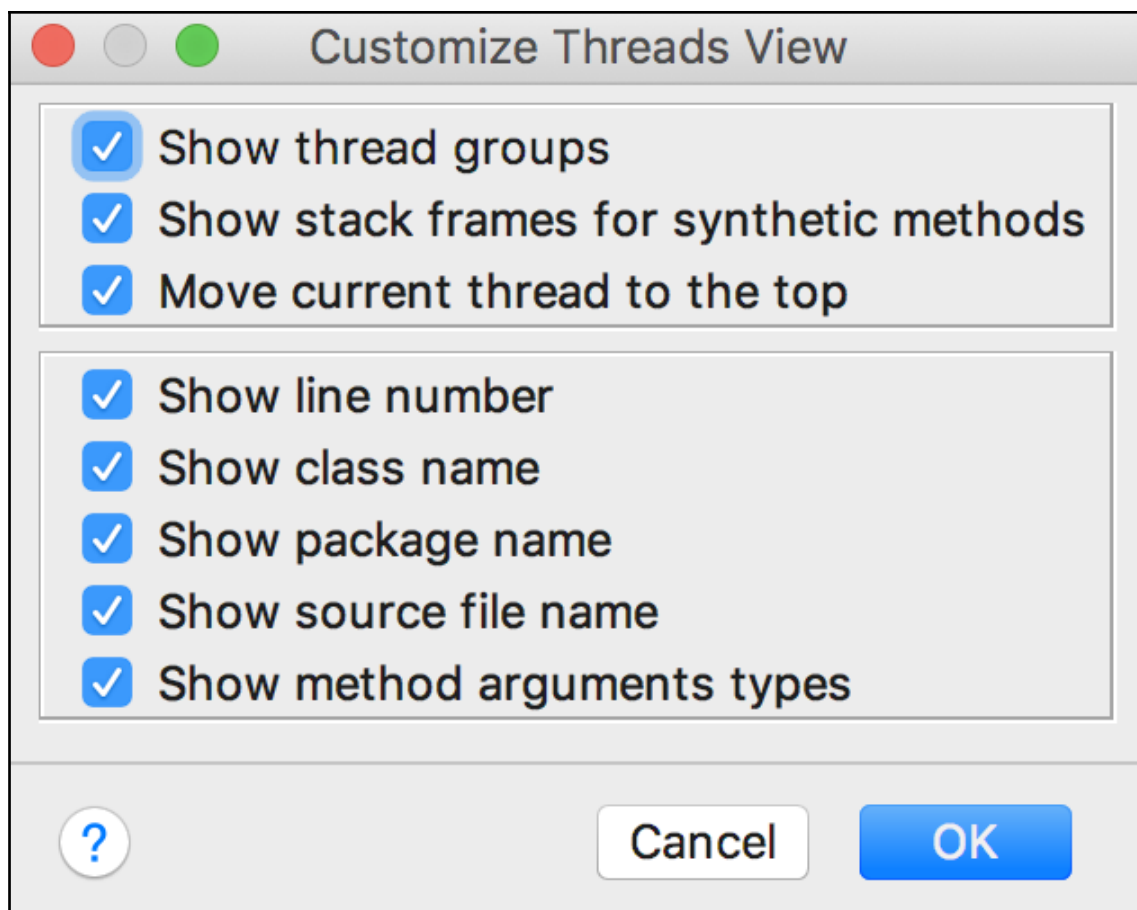 Customize Threads View
Show thread groups
Show stack frames for synthetic methods
Move current thread to the top
Show line number
Show class name
Show package name
Show source file name
Show method arguments types
? Cancel OK